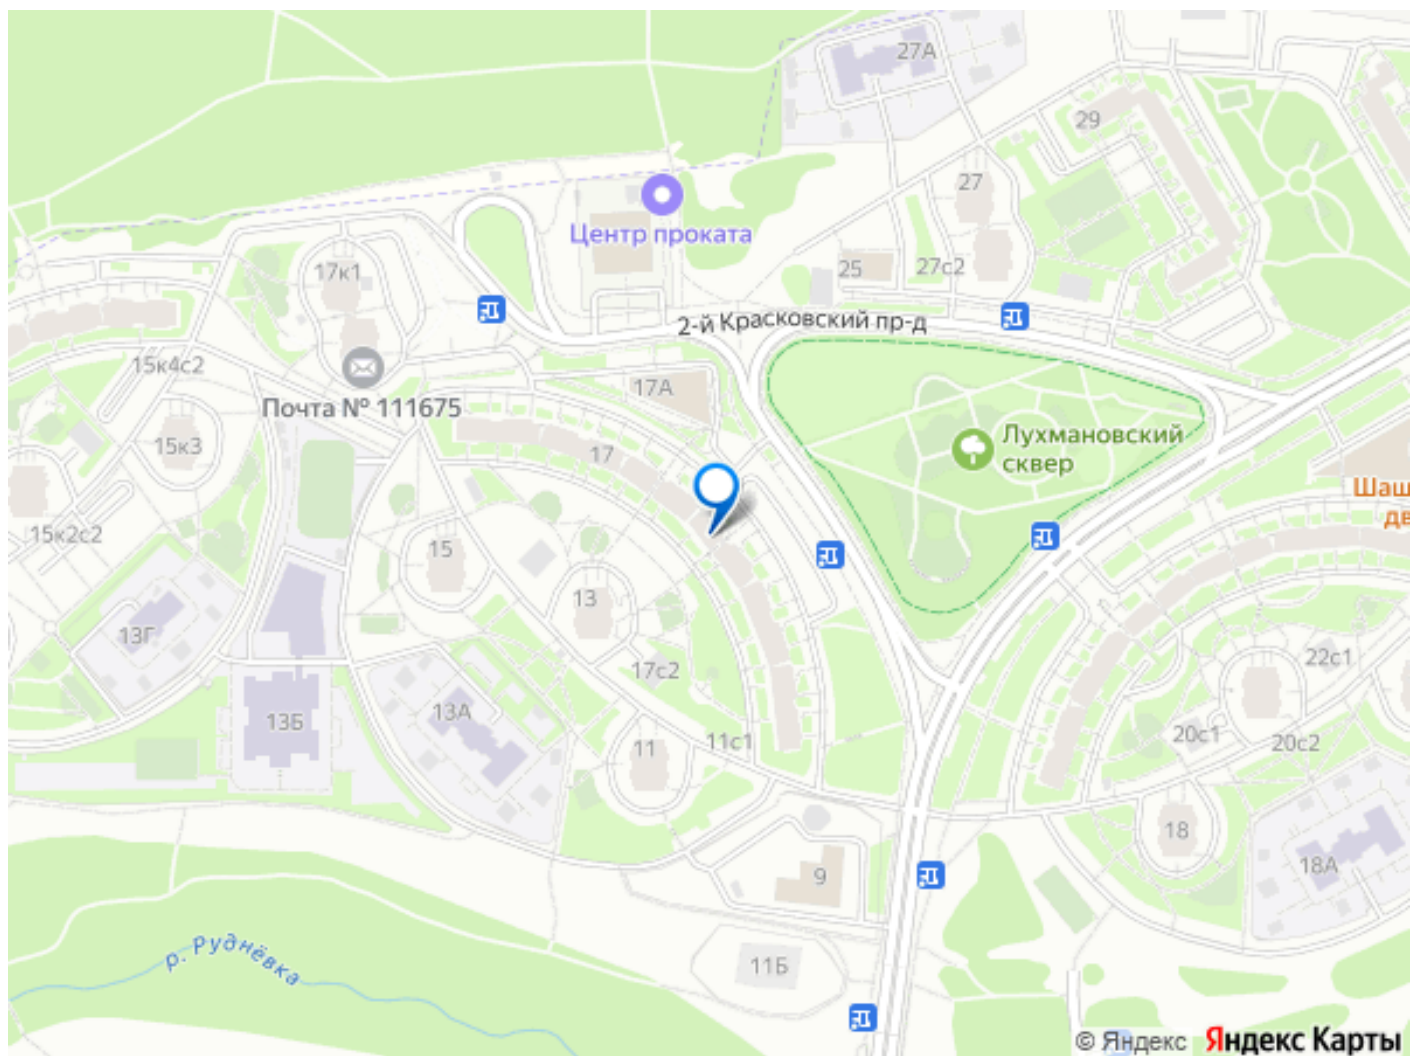 27А
29
27
Центр проката
17к1
25
27с2
2-й Красковский пр-д
15к4с2
17А
Почта № 111675
15к3
17
Лухмановский
сквер
Шаш
дв
15к2с2
15
13
13Г
17с2
22с1
13Б
13А
11
11с1
20с1
20с2
18
18А
9
р. Руднёвка
11Б
© Яндекс Яндекс Карты